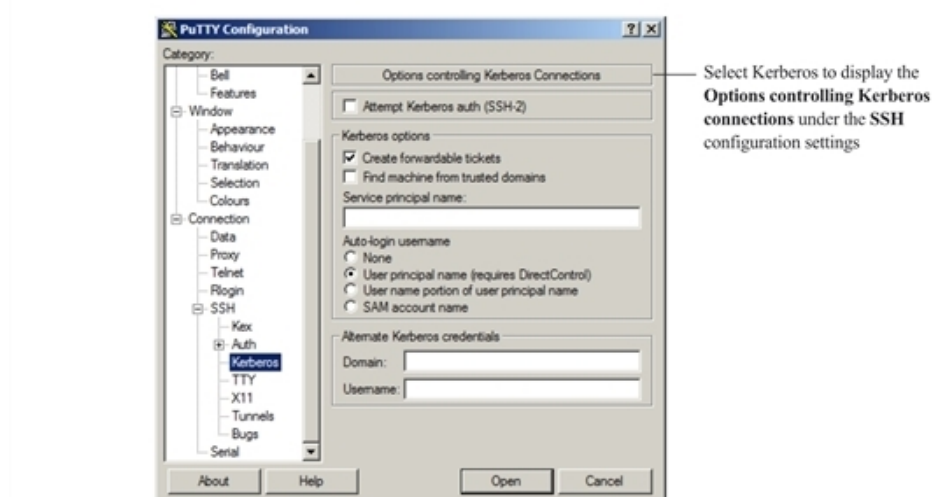 PuTTY Configuration
Category:
Bell
Features
Window
Appearance
Behaviour
Translation
Selection
Colours
Connection
Data
Proxy
Telnet
Rlogin
SSH
Kex
Auth
Kerberos
TTY
X11
Tunnels
Bugs
Serial
Options controlling Kerberos Connections
Attempt Kerberos auth (SSH-2)
Kerberos options
Create forwardable tickets
Find machine from trusted domains
Service principal name:
Auto-login username
None
User principal name (requires DirectControl)
User name portion of user principal name
SAM account name
Alternate Kerberos credentials
Domain:
Username:
About
Help
Open
Cancel
Select Kerberos to display the
Options controlling Kerberos
connections under the SSH
configuration settings